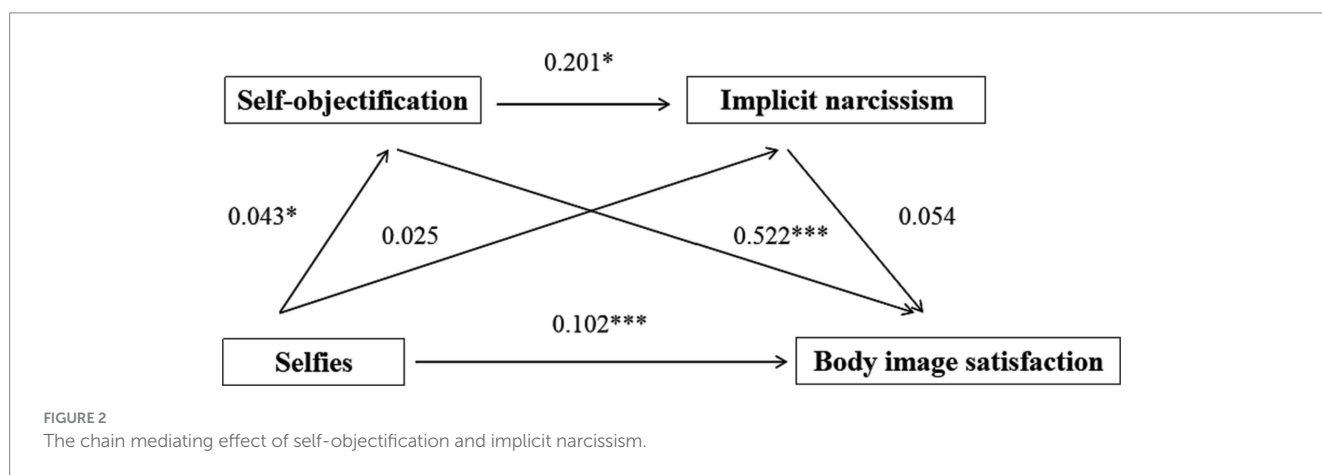 0.201*
Self-objectification
Implicit narcissism
0.043*
0.025
0.522***
0.054
0.102***
Selfies
Body image satisfaction
FIGURE 2
The chain mediating effect of self-objectification and implicit narcissism.